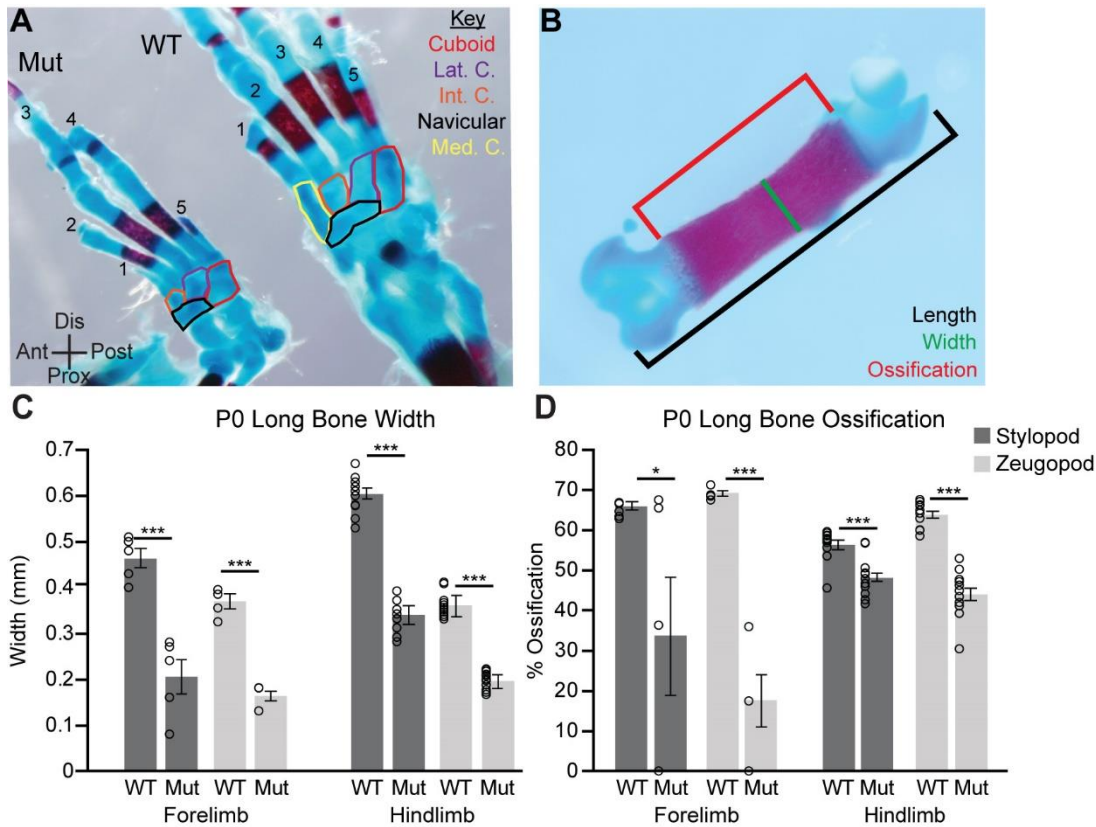 A
Mut
WT
3
4
2
1
5
3
4
5
2
1
Key
Cuboid
Lat. C.
Int. C.
Navicular
Med. C.
Dis
Ant
Post
Prox
B
Length
Width
Ossification
C
P0 Long Bone Width
Width (mm)
0.7
0.6
0.5
0.4
0.3
0.2
0.1
0
***
***
***
***
WT Mut WT Mut WT Mut WT Mut
Forelimb Hindlimb
D
P0 Long Bone Ossification
Stylopod
Zeugopod
% Ossification
80
70
60
50
40
30
20
10
0
*
***
***
***
WT Mut WT Mut WT Mut WT Mut
Forelimb Hindlimb